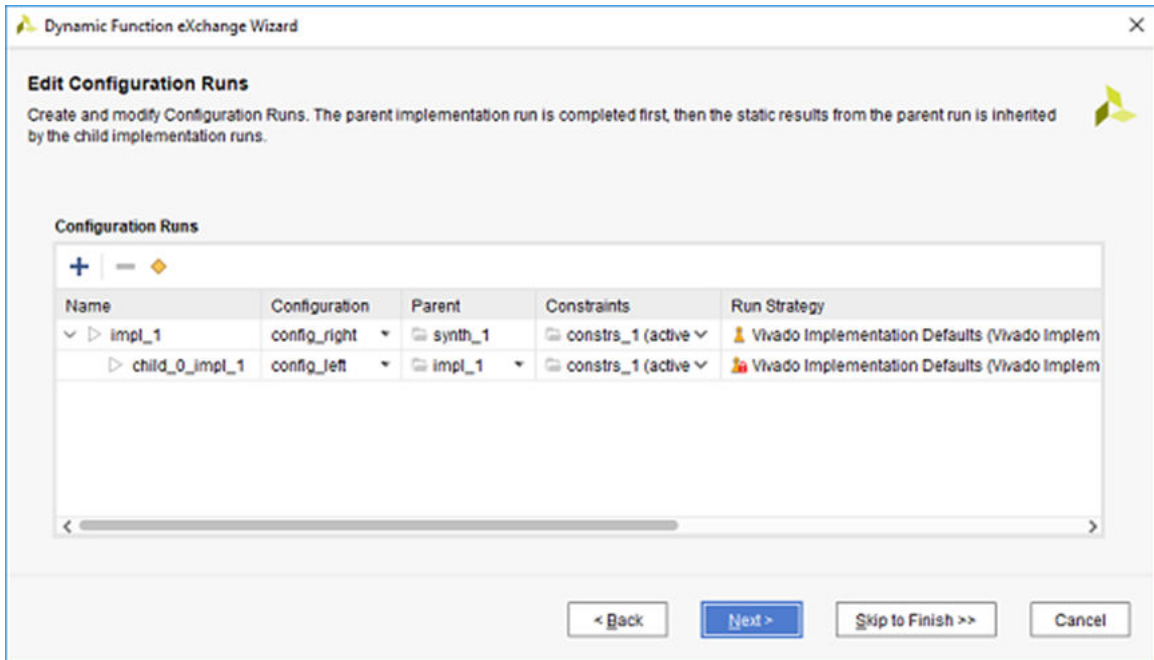 Dynamic Function eXchange Wizard
Edit Configuration Runs
Create and modify Configuration Runs. The parent implementation run is completed first, then the static results from the parent run is inherited
by the child implementation runs.
Configuration Runs
Name Configuration Parent Constraints Run Strategy
impl_1 config_right synth_1 constrs_1 (active Vivado Implementation Defaults (Vivado Implem
child_0_impl_1 config_left impl_1 constrs_1 (active Vivado Implementation Defaults (Vivado Implem
< Back Next > Skip to Finish >> Cancel